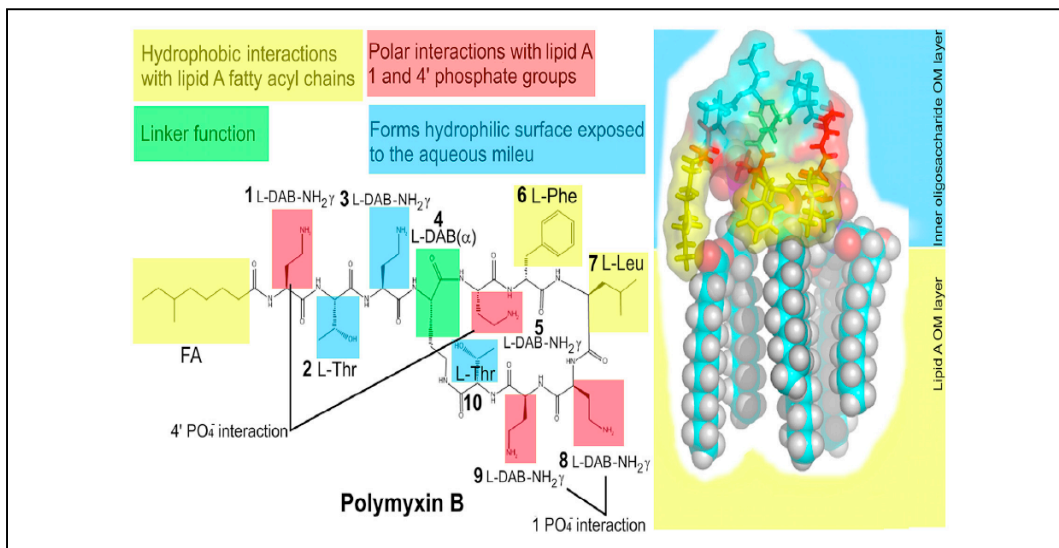 Hydrophobic interactions
with lipid A fatty acyl chains
Polar interactions with lipid A
1 and 4' phosphate groups
Linker function
Forms hydrophilic surface exposed
to the aqueous mileu
1 L-DAB-NH₂γ
3 L-DAB-NH₂γ
4
L-DAB(α)
6 L-Phe
7 L-Leu
FA
2 L-Thr
5
L-DAB-NH₂γ
L-Thr
10
4' PO₄⁻ interaction
9 L-DAB-NH₂γ
8 L-DAB-NH₂γ
Polymyxin B
1 PO₄⁻ interaction
Inner oligosaccharide OM layer
Lipid A OM layer